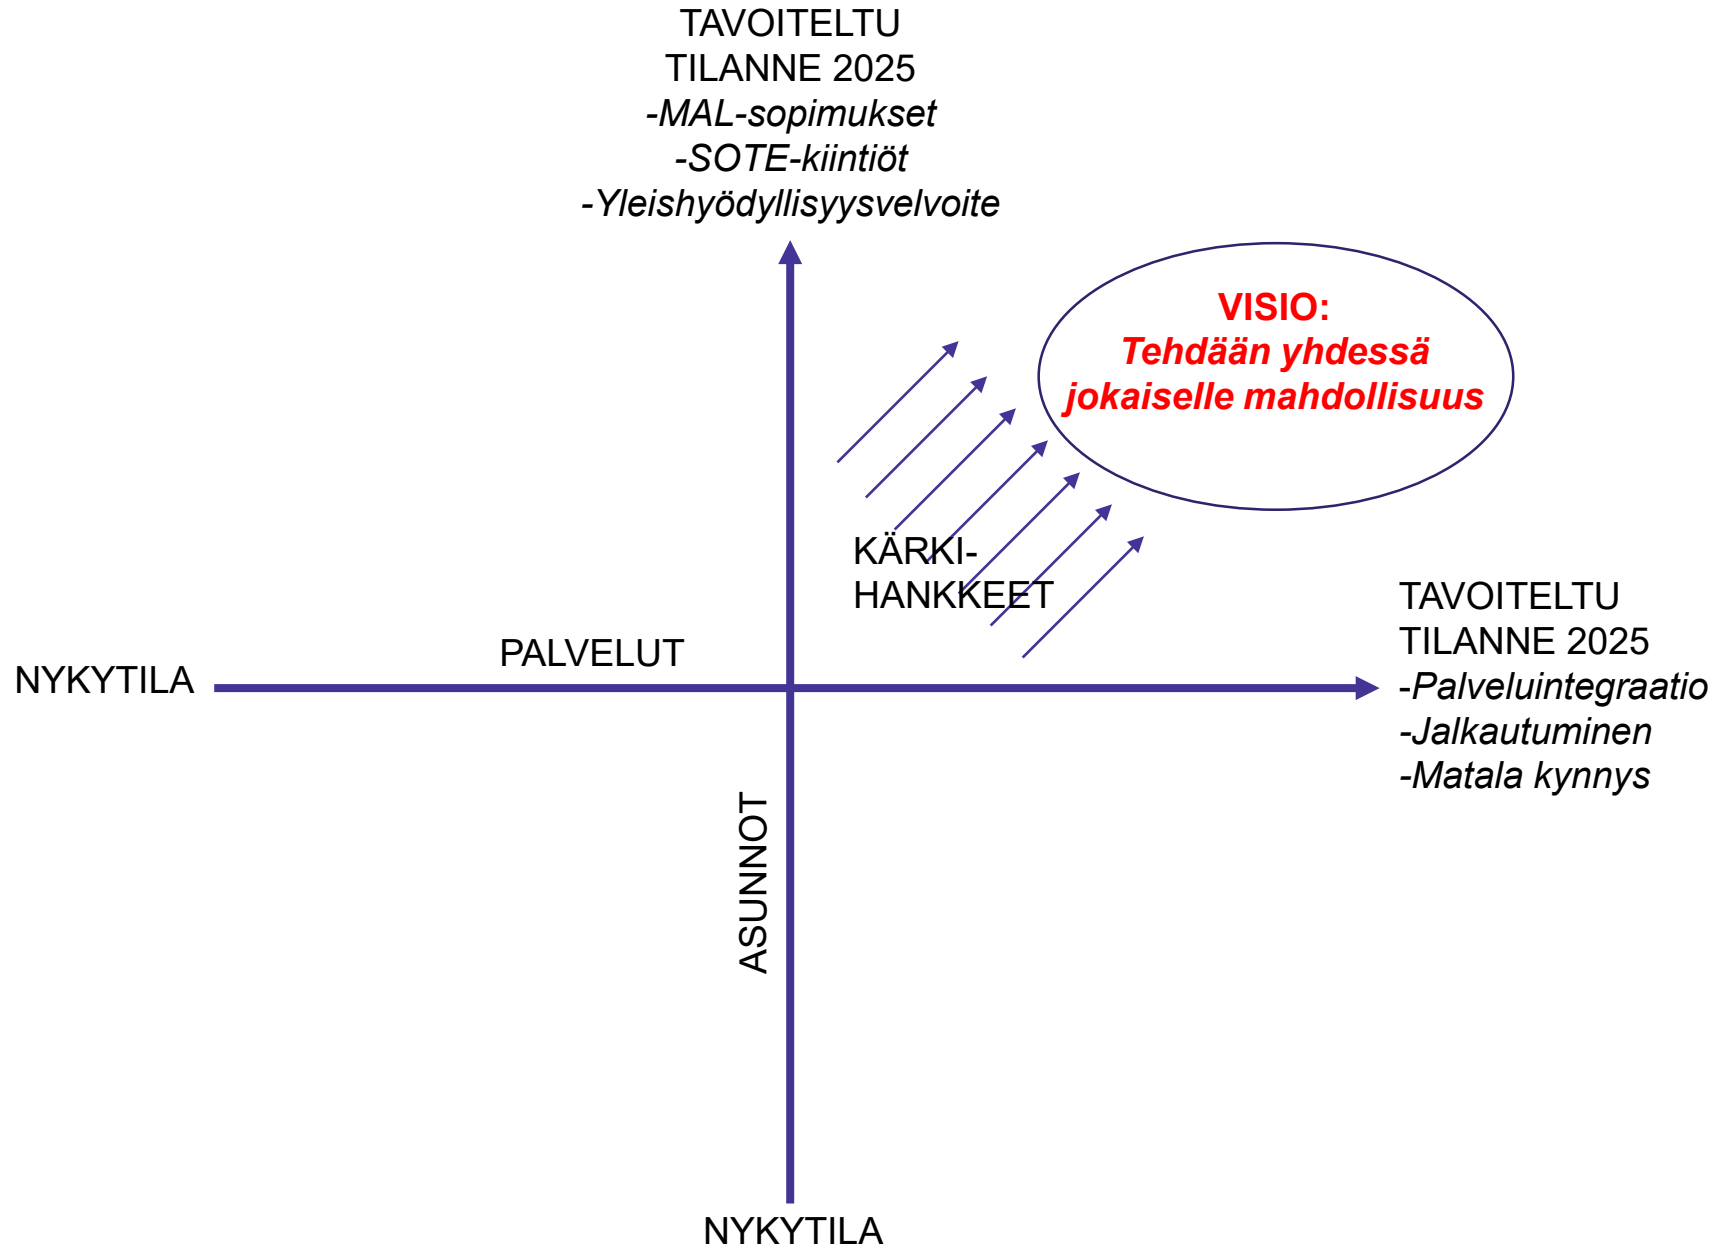 TAVOITELTU
TILANNE 2025
-MAL-sopimukset
-SOTE-kiintiöt
-Yleishyödyllisyysvelvoite
VISIO:
Tehdään yhdessä
jokaiselle mahdollisuus
KÄRKI-
HANKKEET
PALVELUT
NYKYTILA
TAVOITELTU
TILANNE 2025
-Palveluintegraatio
-Jalkautuminen
-Matala kynnys
ASUNNOT
NYKYTILA